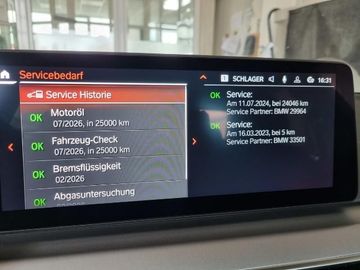 Servicebedarf
SCHLAGER
16:31
Service Historie
OK Motoröl
07/2026, in 25000 km
OK Fahrzeug-Check
07/2026, in 25000 km
OK Bremsflüssigkeit
02/2026
OK Abgasuntersuchung
OK Service:
Am 11.07.2024, bei 24046 km
Service Partner: BMW 29964
OK Service:
Am 16.03.2023, bei 5 km
Service Partner: BMW 33501